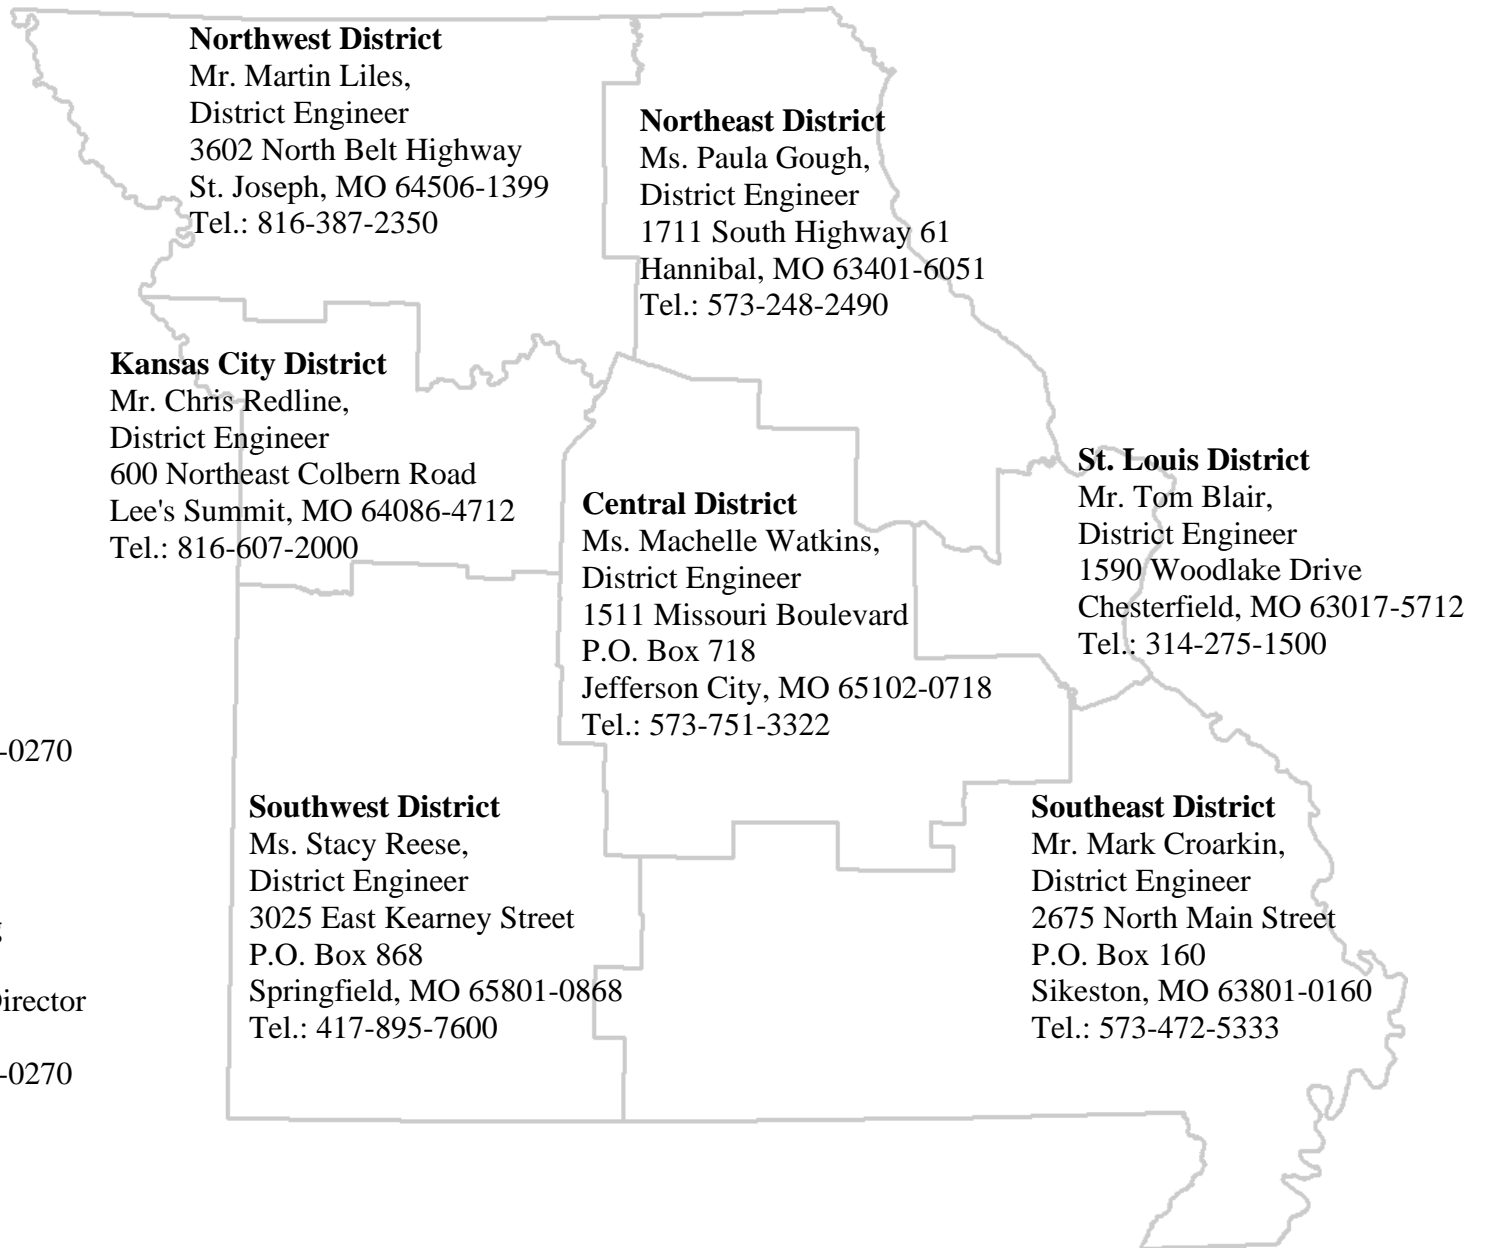 Northwest District
Mr. Martin Liles,
District Engineer
3602 North Belt Highway
St. Joseph, MO 64506-1399
Tel.: 816-387-2350
Northeast District
Ms. Paula Gough,
District Engineer
1711 South Highway 61
Hannibal, MO 63401-6051
Tel.: 573-248-2490
Kansas City District
Mr. Chris Redline,
District Engineer
600 Northeast Colbern Road
Lee's Summit, MO 64086-4712
Tel.: 816-607-2000
Central District
Ms. Machelle Watkins,
District Engineer
1511 Missouri Boulevard
P.O. Box 718
Jefferson City, MO 65102-0718
Tel.: 573-751-3322
St. Louis District
Mr. Tom Blair,
District Engineer
1590 Woodlake Drive
Chesterfield, MO 63017-5712
Tel.: 314-275-1500
-0270
Director
-0270
Southwest District
Ms. Stacy Reese,
District Engineer
3025 East Kearney Street
P.O. Box 868
Springfield, MO 65801-0868
Tel.: 417-895-7600
Southeast District
Mr. Mark Croarkin,
District Engineer
2675 North Main Street
P.O. Box 160
Sikeston, MO 63801-0160
Tel.: 573-472-5333